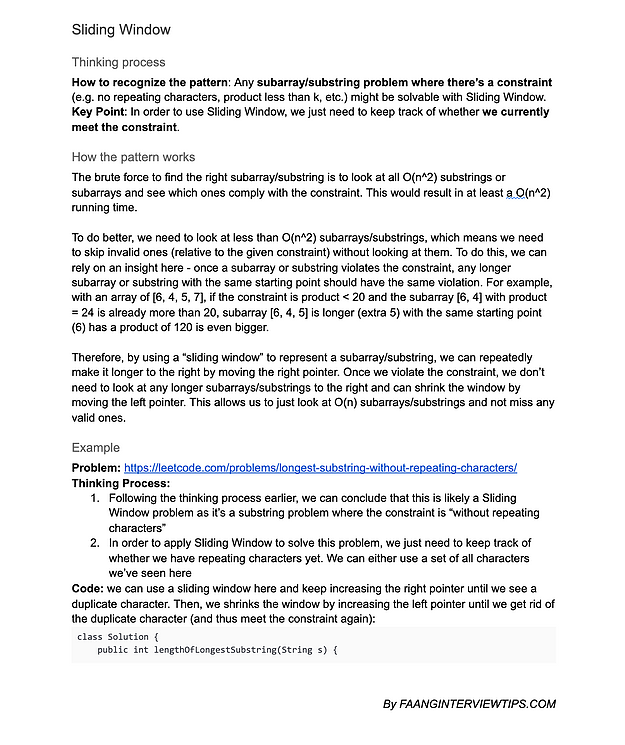 Sliding Window
Thinking process
How to recognize the pattern: Any subarray/substring problem where there's a constraint
(e.g. no repeating characters, product less than k, etc.) might be solvable with Sliding Window.
Key Point: In order to use Sliding Window, we just need to keep track of whether we currently
meet the constraint.
How the pattern works
The brute force to find the right subarray/substring is to look at all O(n^2) substrings or
subarrays and see which ones comply with the constraint. This would result in at least a O(n^2)
running time.
To do better, we need to look at less than O(n^2) subarrays/substrings, which means we need
to skip invalid ones (relative to the given constraint) without looking at them. To do this, we can
rely on an insight here - once a subarray or substring violates the constraint, any longer
subarray or substring with the same starting point should have the same violation. For example,
with an array of [6, 4, 5, 7], if the constraint is product < 20 and the subarray [6, 4] with product
= 24 is already more than 20, subarray [6, 4, 5] is longer (extra 5) with the same starting point
(6) has a product of 120 is even bigger.
Therefore, by using a “sliding window” to represent a subarray/substring, we can repeatedly
make it longer to the right by moving the right pointer. Once we violate the constraint, we don’t
need to look at any longer subarrays/substrings to the right and can shrink the window by
moving the left pointer. This allows us to just look at O(n) subarrays/substrings and not miss any
valid ones.
Example
Problem: https://leetcode.com/problems/longest-substring-without-repeating-characters/
Thinking Process:
1. Following the thinking process earlier, we can conclude that this is likely a Sliding
Window problem as it’s a substring problem where the constraint is “without repeating
characters”
2. In order to apply Sliding Window to solve this problem, we just need to keep track of
whether we have repeating characters yet. We can either use a set of all characters
we’ve seen here
Code: we can use a sliding window here and keep increasing the right pointer until we see a
duplicate character. Then, we shrinks the window by increasing the left pointer until we get rid of
the duplicate character (and thus meet the constraint again):
class Solution {
public int lengthOfLongestSubstring(String s) {
By FAANGINTERVIEWTIPS.COM